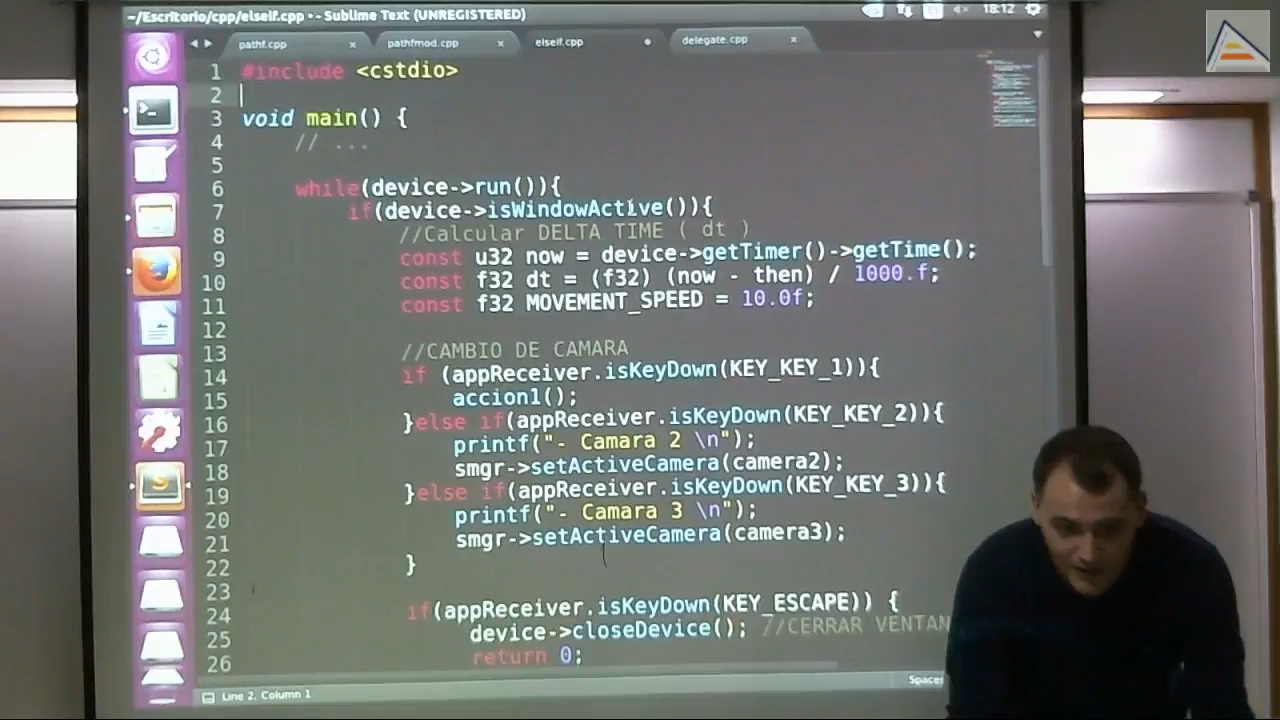 ~/Escritorio/cpp/elseif.cpp • - Sublime Text (UNREGISTERED)
18:12
pathf.cpp × pathfmod.cpp × elseif.cpp • delegate.cpp ×
1 #include <cstdio>
2
3 void main() {
4 // ...
5
6 while(device->run()){
7 if(device->isWindowActive()){
8 //Calcular DELTA TIME ( dt )
9 const u32 now = device->getTimer()->getTime();
10 const f32 dt = (f32) (now - then) / 1000.f;
11 const f32 MOVEMENT_SPEED = 10.0f;
12
13 //CAMBIO DE CAMARA
14 if (appReceiver.isKeyDown(KEY_KEY_1)){
15 accion1();
16 }else if(appReceiver.isKeyDown(KEY_KEY_2)){
17 printf("- Camara 2 \n");
18 smgr->setActiveCamera(camera2);
19 }else if(appReceiver.isKeyDown(KEY_KEY_3)){
20 printf("- Camara 3 \n");
21 smgr->setActiveCamera(camera3);
22 }
23
24 if(appReceiver.isKeyDown(KEY_ESCAPE)) {
25 device->closeDevice(); //CERRAR VENTAN
26 return 0;
Line 2, Column 1
Spaces